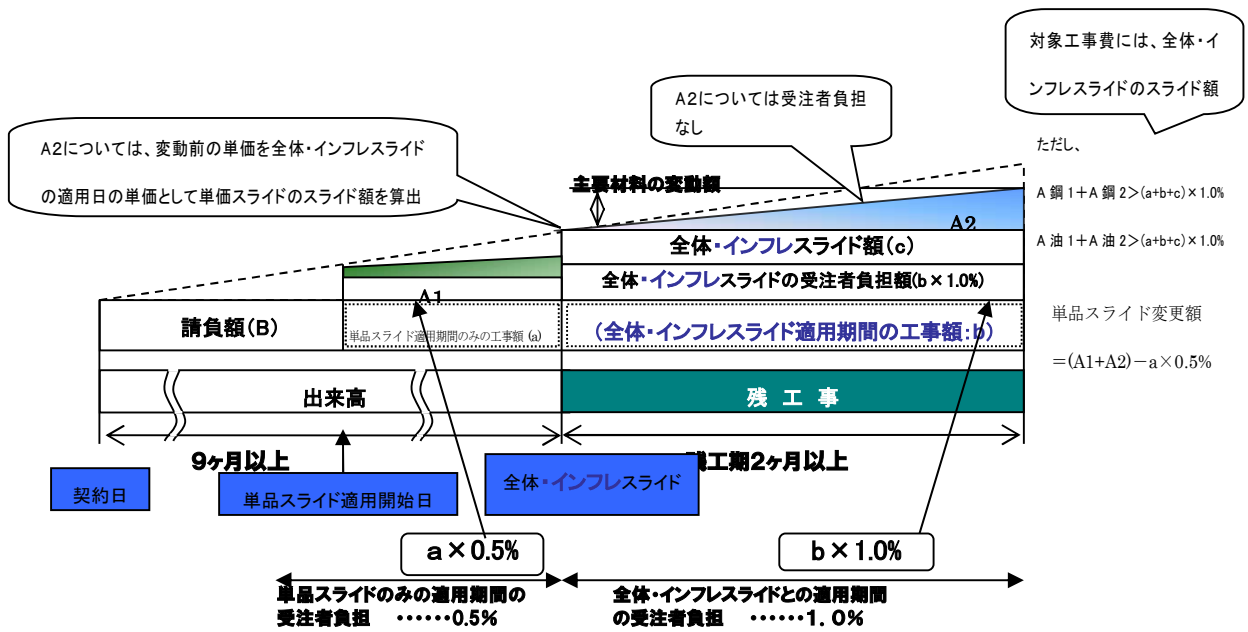 対象工事費には、全体・イ
ンフレスライドのスライド額
A2については受注者負担
なし
A2については、変動前の単価を全体・インフレスライド
の適用日の単価として単価スライドのスライド額を算出
ただし、
主要材料の変動額
A 鋼 1+A 鋼 2>(a+b+c)×1.0%
A2
全体・インフレスライド額(c)
A 油 1+A 油 2>(a+b+c)×1.0%
全体・インフレスライドの受注者負担額(b×1.0%)
A1
請負額(B)
単品スライド適用期間のみの工事額 (a)
(全体・インフレスライド適用期間の工事額:b)
単品スライド変更額
=(A1+A2)-a×0.5%
出来高
残 工 事
9ヶ月以上
残工期2ヶ月以上
契約日
単品スライド適用開始日
全体・インフレスライド
a×0.5%
b×1.0%
単品スライドのみの適用期間の
受注者負担 ‥‥‥0.5%
全体・インフレスライドとの適用期間
の受注者負担 ‥‥‥1.0%